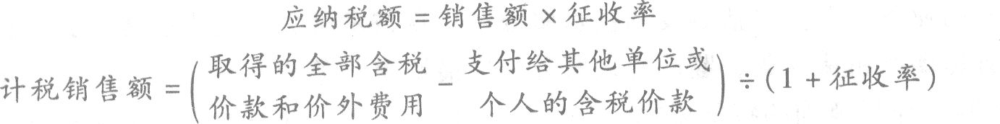 应纳税额=销售额×征收率
计税销售额=(取得的全部含税价款和价外费用-支付给其他单位或个人的含税价款)÷(1+征收率)